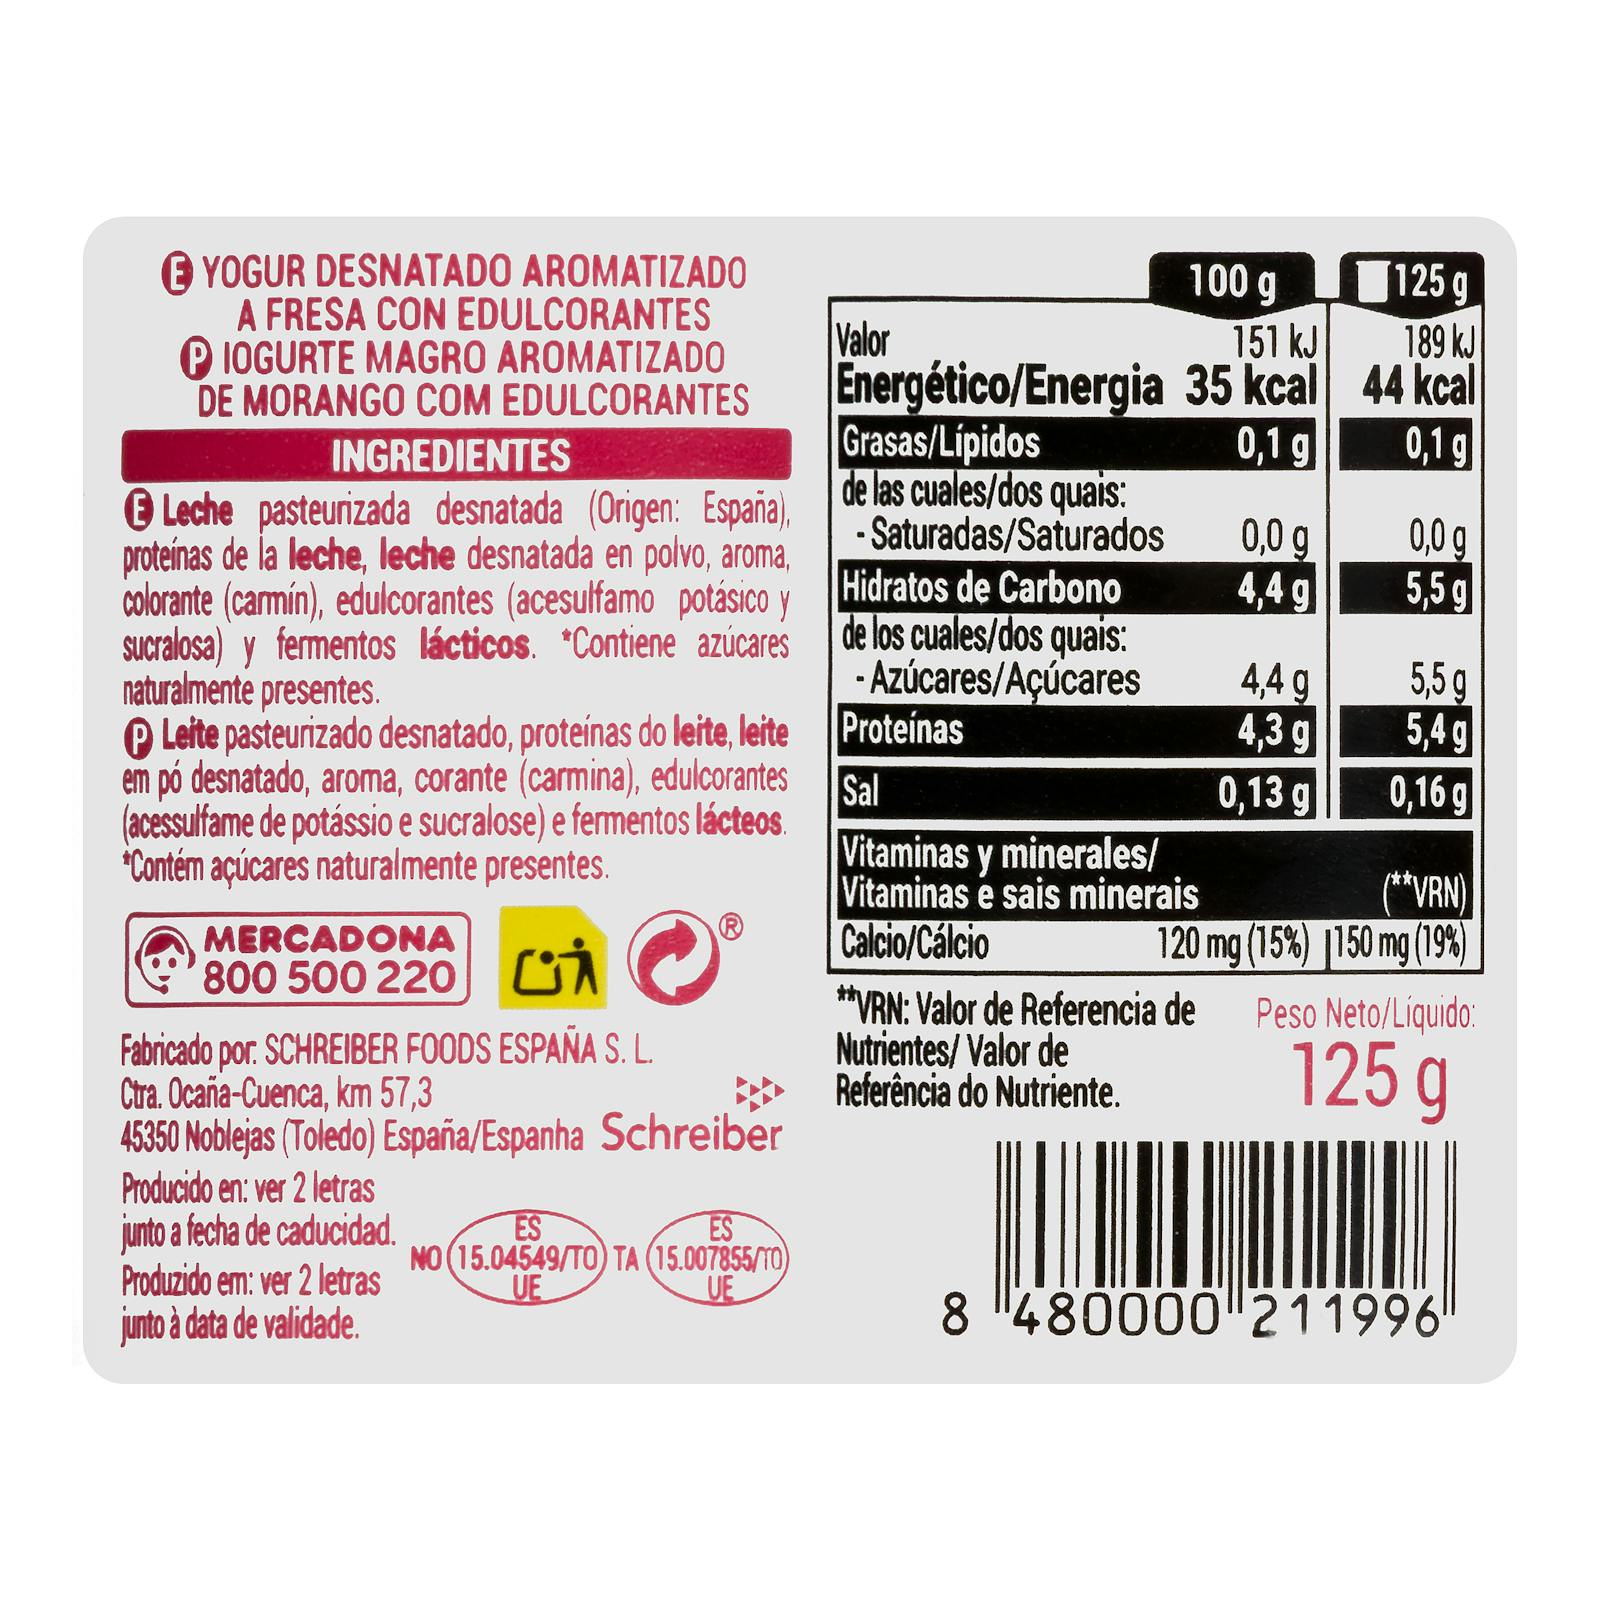 E YOGUR DESNATADO AROMATIZADO
A FRESA CON EDULCORANTES
P IOGURTE MAGRO AROMATIZADO
DE MORANGO COM EDULCORANTES
INGREDIENTES
E Leche pasteurizada desnatada (Origen: España),
proteínas de la leche, leche desnatada en polvo, aroma,
colorante (carmín), edulcorantes (acesulfamo potásico y
sucralosa) y fermentos lácticos. *Contiene azúcares
naturalmente presentes.
P Leite pasteurizado desnatado, proteínas do leite, leite
em pó desnatado, aroma, corante (carmina), edulcorantes
(acessulfame de potássio e sucralose) e fermentos lácteos.
*Contém açúcares naturalmente presentes.
MERCADONA
800 500 220
®
Fabricado por: SCHREIBER FOODS ESPAÑA S. L.
Ctra. Ocaña-Cuenca, km 57,3
45350 Noblejas (Toledo) España/Espanha
Schreiber
Producido en: ver 2 letras
junto a fecha de caducidad.
Produzido em: ver 2 letras
junto à data de validade.
NO ES 15.04549/TO UE
TA ES 15.007855/TO UE
100 g 125 g
Valor 151 kJ 189 kJ
Energético/Energia 35 kcal 44 kcal
Grasas/Lípidos 0,1 g 0,1 g
de las cuales/dos quais:
- Saturadas/Saturados 0,0 g 0,0 g
Hidratos de Carbono 4,4 g 5,5 g
de los cuales/dos quais:
- Azúcares/Açúcares 4,4 g 5,5 g
Proteínas 4,3 g 5,4 g
Sal 0,13 g 0,16 g
Vitaminas y minerales/
Vitaminas e sais minerais (**VRN)
Calcio/Cálcio 120 mg (15%) 150 mg (19%)
**VRN: Valor de Referencia de
Nutrientes/ Valor de
Referência do Nutriente.
Peso Neto/Líquido:
125 g
8 480000 211996